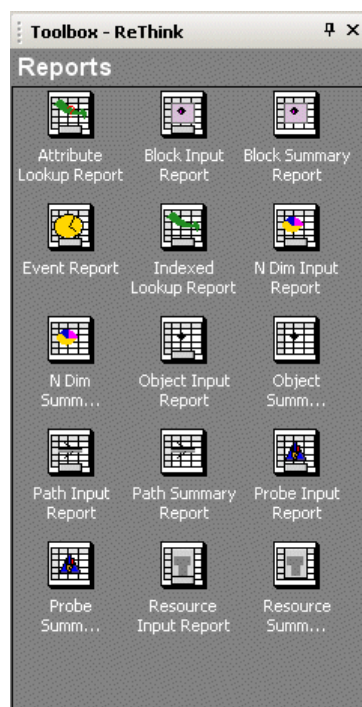 Toolbox - ReThink
Reports
Attribute
Lookup Report
Block Input
Report
Block Summary
Report
Event Report
Indexed
Lookup Report
N Dim Input
Report
N Dim
Summ...
Object Input
Report
Object
Summ...
Path Input
Report
Path Summary
Report
Probe Input
Report
Probe
Summ...
Resource
Input Report
Resource
Summ...